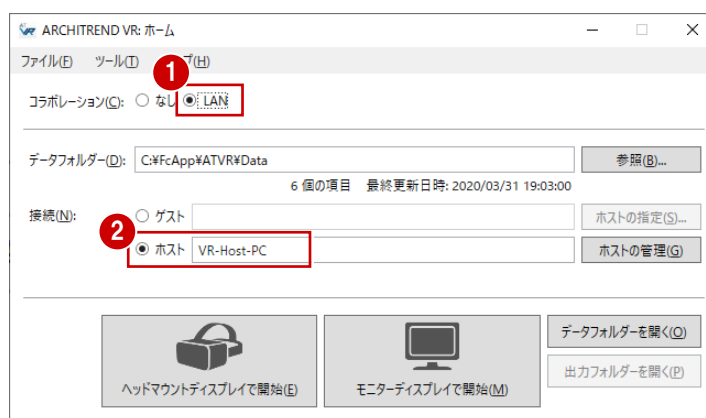 ARCHITREND VR: ホーム
ファイル(F) ツール(T) プ(H)
1
コラボレーション(C): なし LAN
データフォルダー(D): C:¥FcApp¥ATVR¥Data 参照(B)...
6 個の項目 最終更新日時: 2020/03/31 19:03:00
接続(N): ゲスト ホストの指定(S)...
2
ホスト VR-Host-PC ホストの管理(G)
データフォルダーを開く(O)
出力フォルダーを開く(P)
ヘッドマウントディスプレイで開始(E) モニターディスプレイで開始(M)